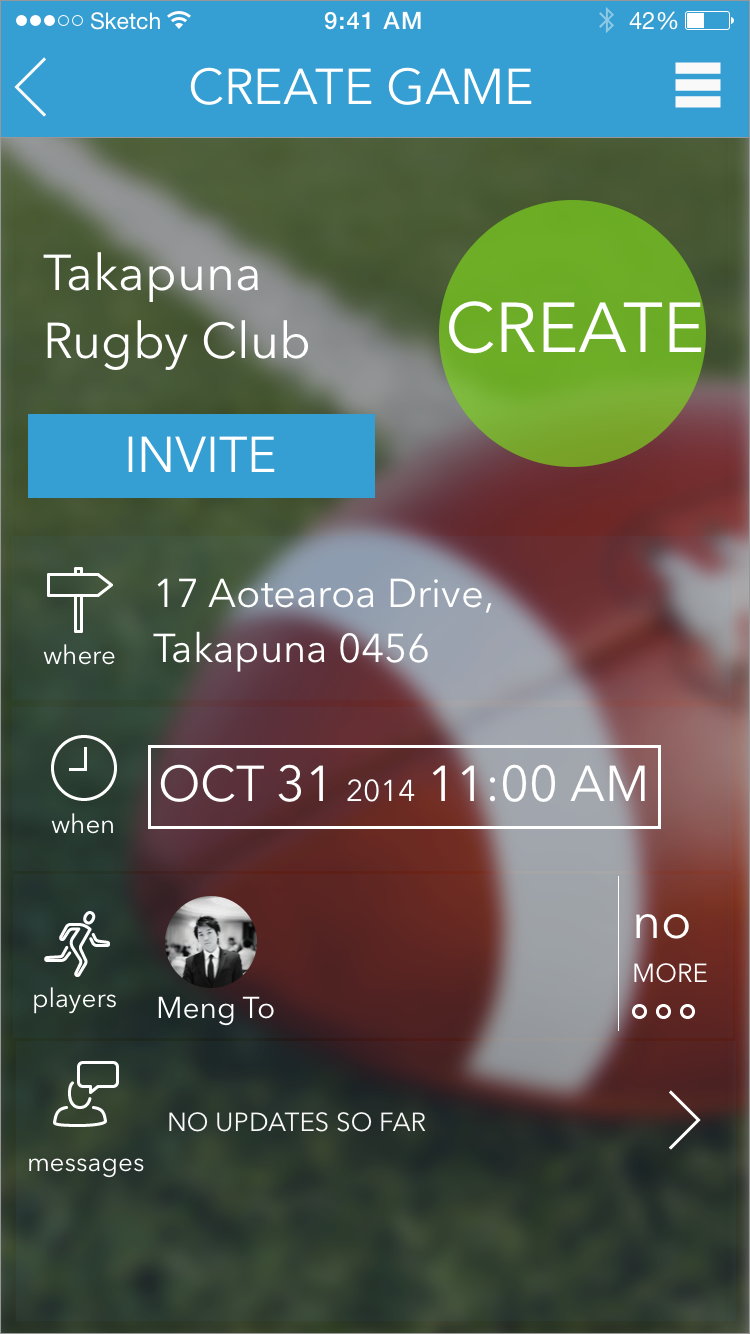 Sketch 9:41 AM 42%
CREATE GAME
Takapuna
Rugby Club
CREATE
INVITE
where
17 Aotearoa Drive,
Takapuna 0456
when
OCT 31 2014 11:00 AM
players
Meng To
no
MORE
messages
NO UPDATES SO FAR